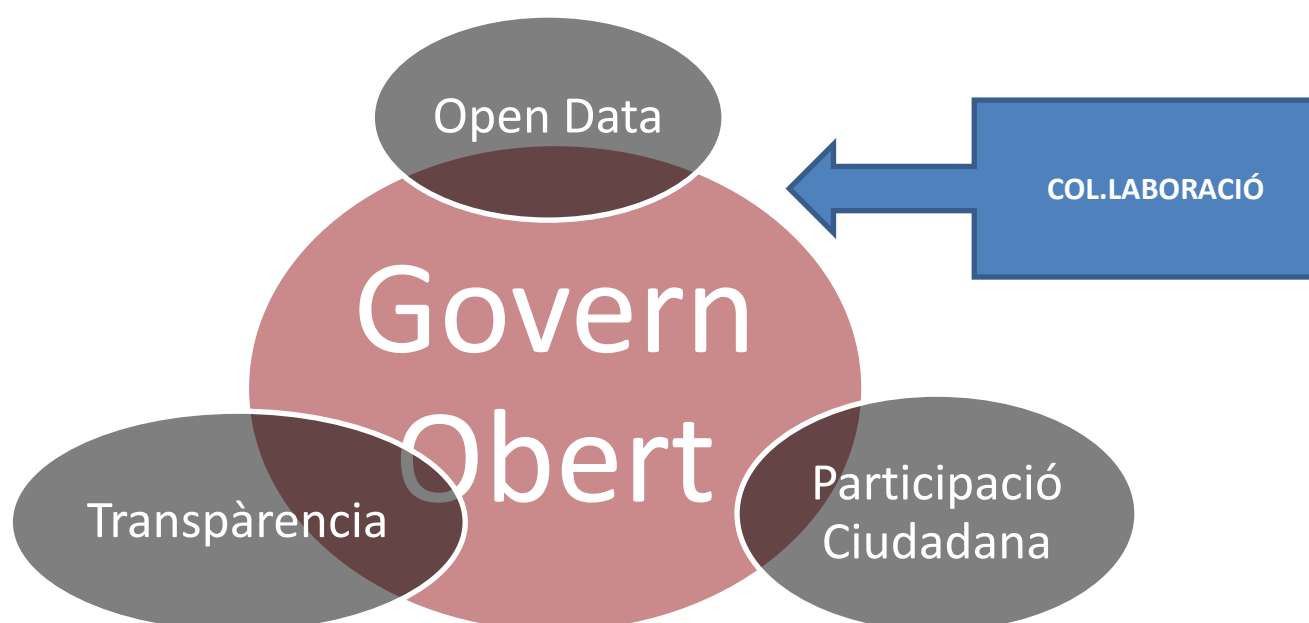 Open Data
COL.LABORACIÓ
Govern
Obert
Transpàrencia
Participació
Ciudadana